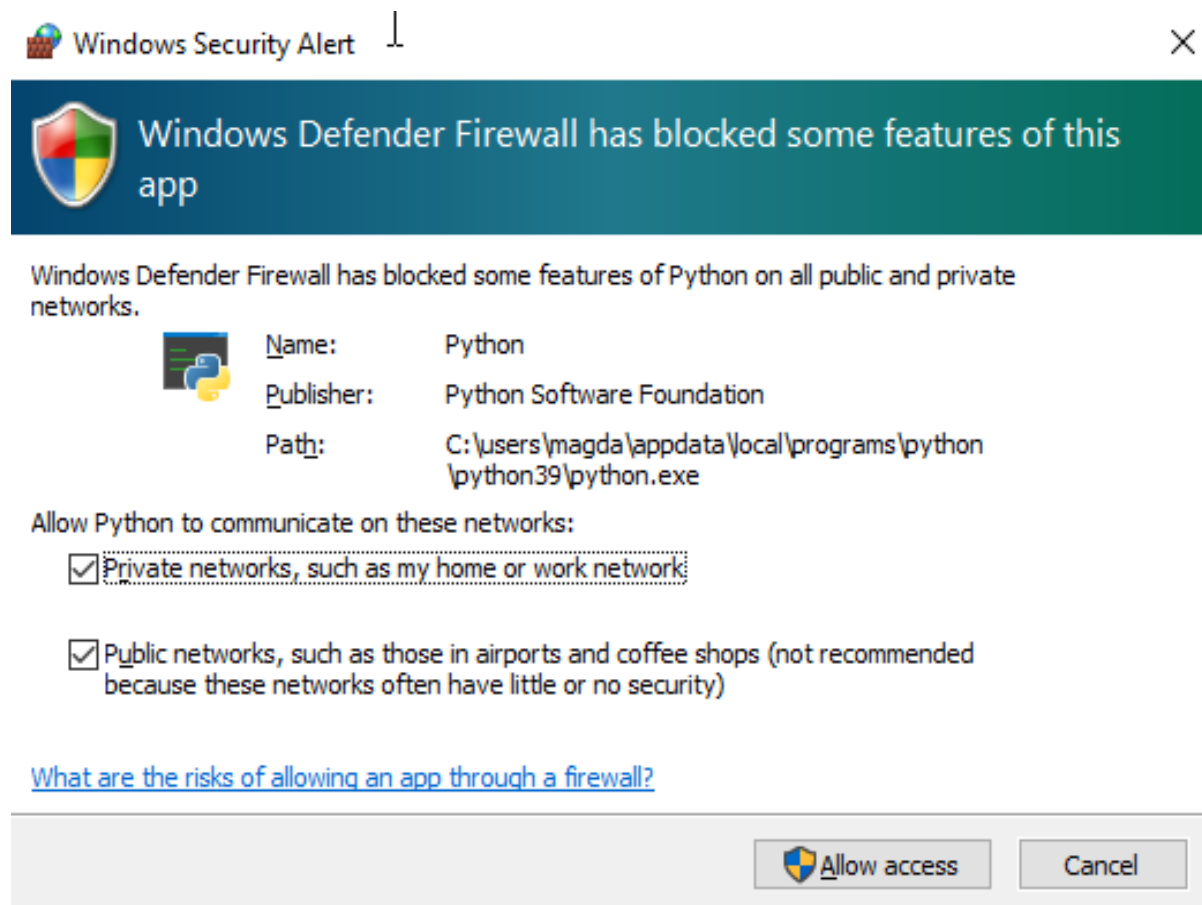 Windows Security Alert
Windows Defender Firewall has blocked some features of this
app
Windows Defender Firewall has blocked some features of Python on all public and private
networks.
Name: Python
Publisher: Python Software Foundation
Path: C:\users\magda\appdata\local\programs\python
\python39\python.exe
Allow Python to communicate on these networks:
Private networks, such as my home or work network
Public networks, such as those in airports and coffee shops (not recommended
because these networks often have little or no security)
What are the risks of allowing an app through a firewall?
Allow access Cancel